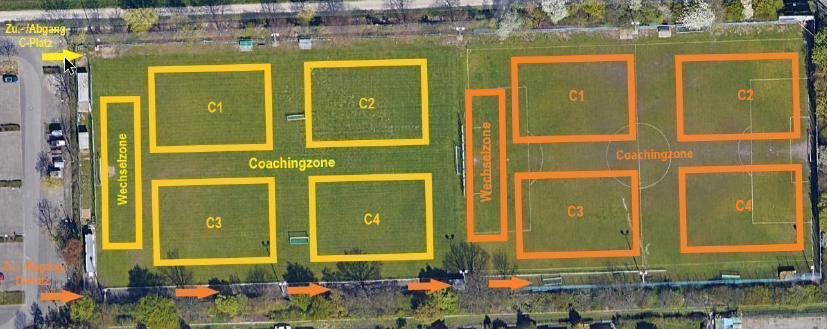 Zu.-/Abgang
C-Platz
C1
C2
C1
C2
Wechselzone
Coachingzone
Wechselzone
Coachingzone
C3
C4
C3
C4